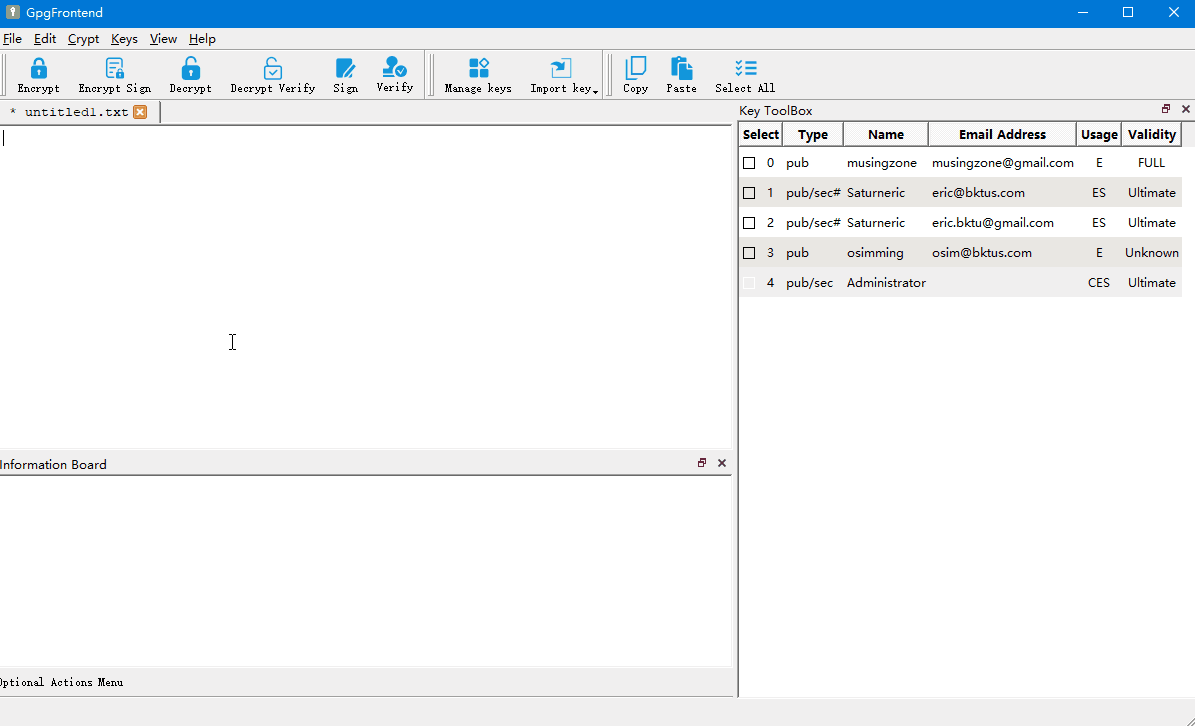 GpgFrontend
File Edit Crypt Keys View Help
Encrypt Encrypt Sign Decrypt Decrypt Verify Sign Verify Manage keys Import key Copy Paste Select All
* untitled1.txt
Key ToolBox
Select Type Name Email Address Usage Validity
0 pub musingzone musingzone@gmail.com E FULL
1 pub/sec# Saturneric eric@bktus.com ES Ultimate
2 pub/sec# Saturneric eric.bktu@gmail.com ES Ultimate
3 pub osimming osim@bktus.com E Unknown
4 pub/sec Administrator CES Ultimate
Information Board
Optional Actions Menu